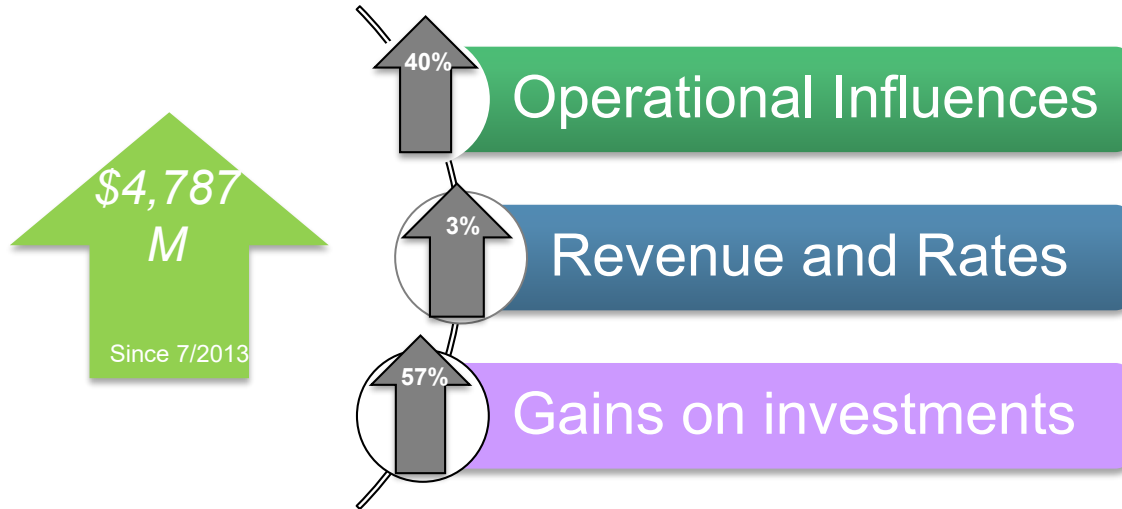 $4,787
M
Since 7/2013
40%
Operational Influences
3%
Revenue and Rates
57%
Gains on investments